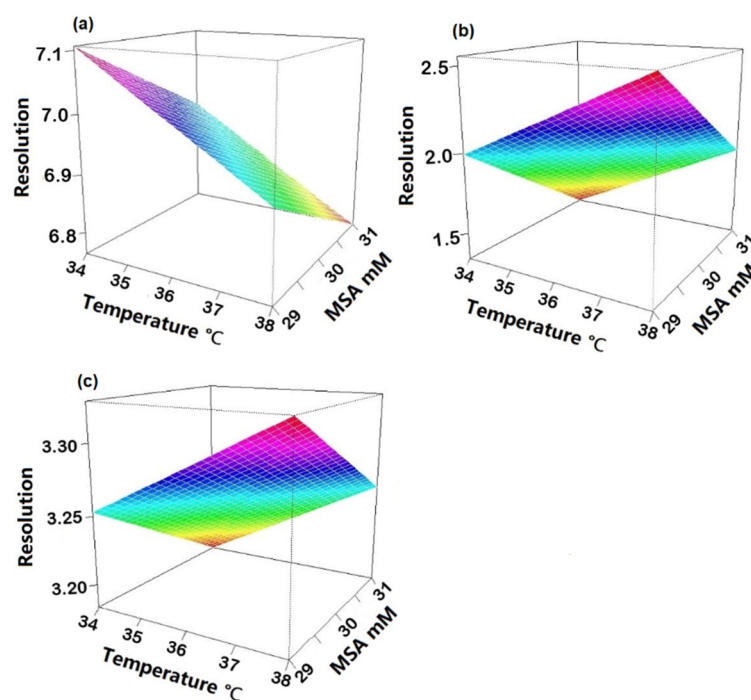 (a)
7.1
7.0
6.9
6.8
Resolution
34
35
36
37
38
Temperature °C
29
30
31
MSA mM
(b)
2.5
2.0
1.5
Resolution
34
35
36
37
38
Temperature °C
29
30
31
MSA mM
(c)
3.30
3.25
3.20
Resolution
34
35
36
37
38
Temperature °C
29
30
31
MSA mM